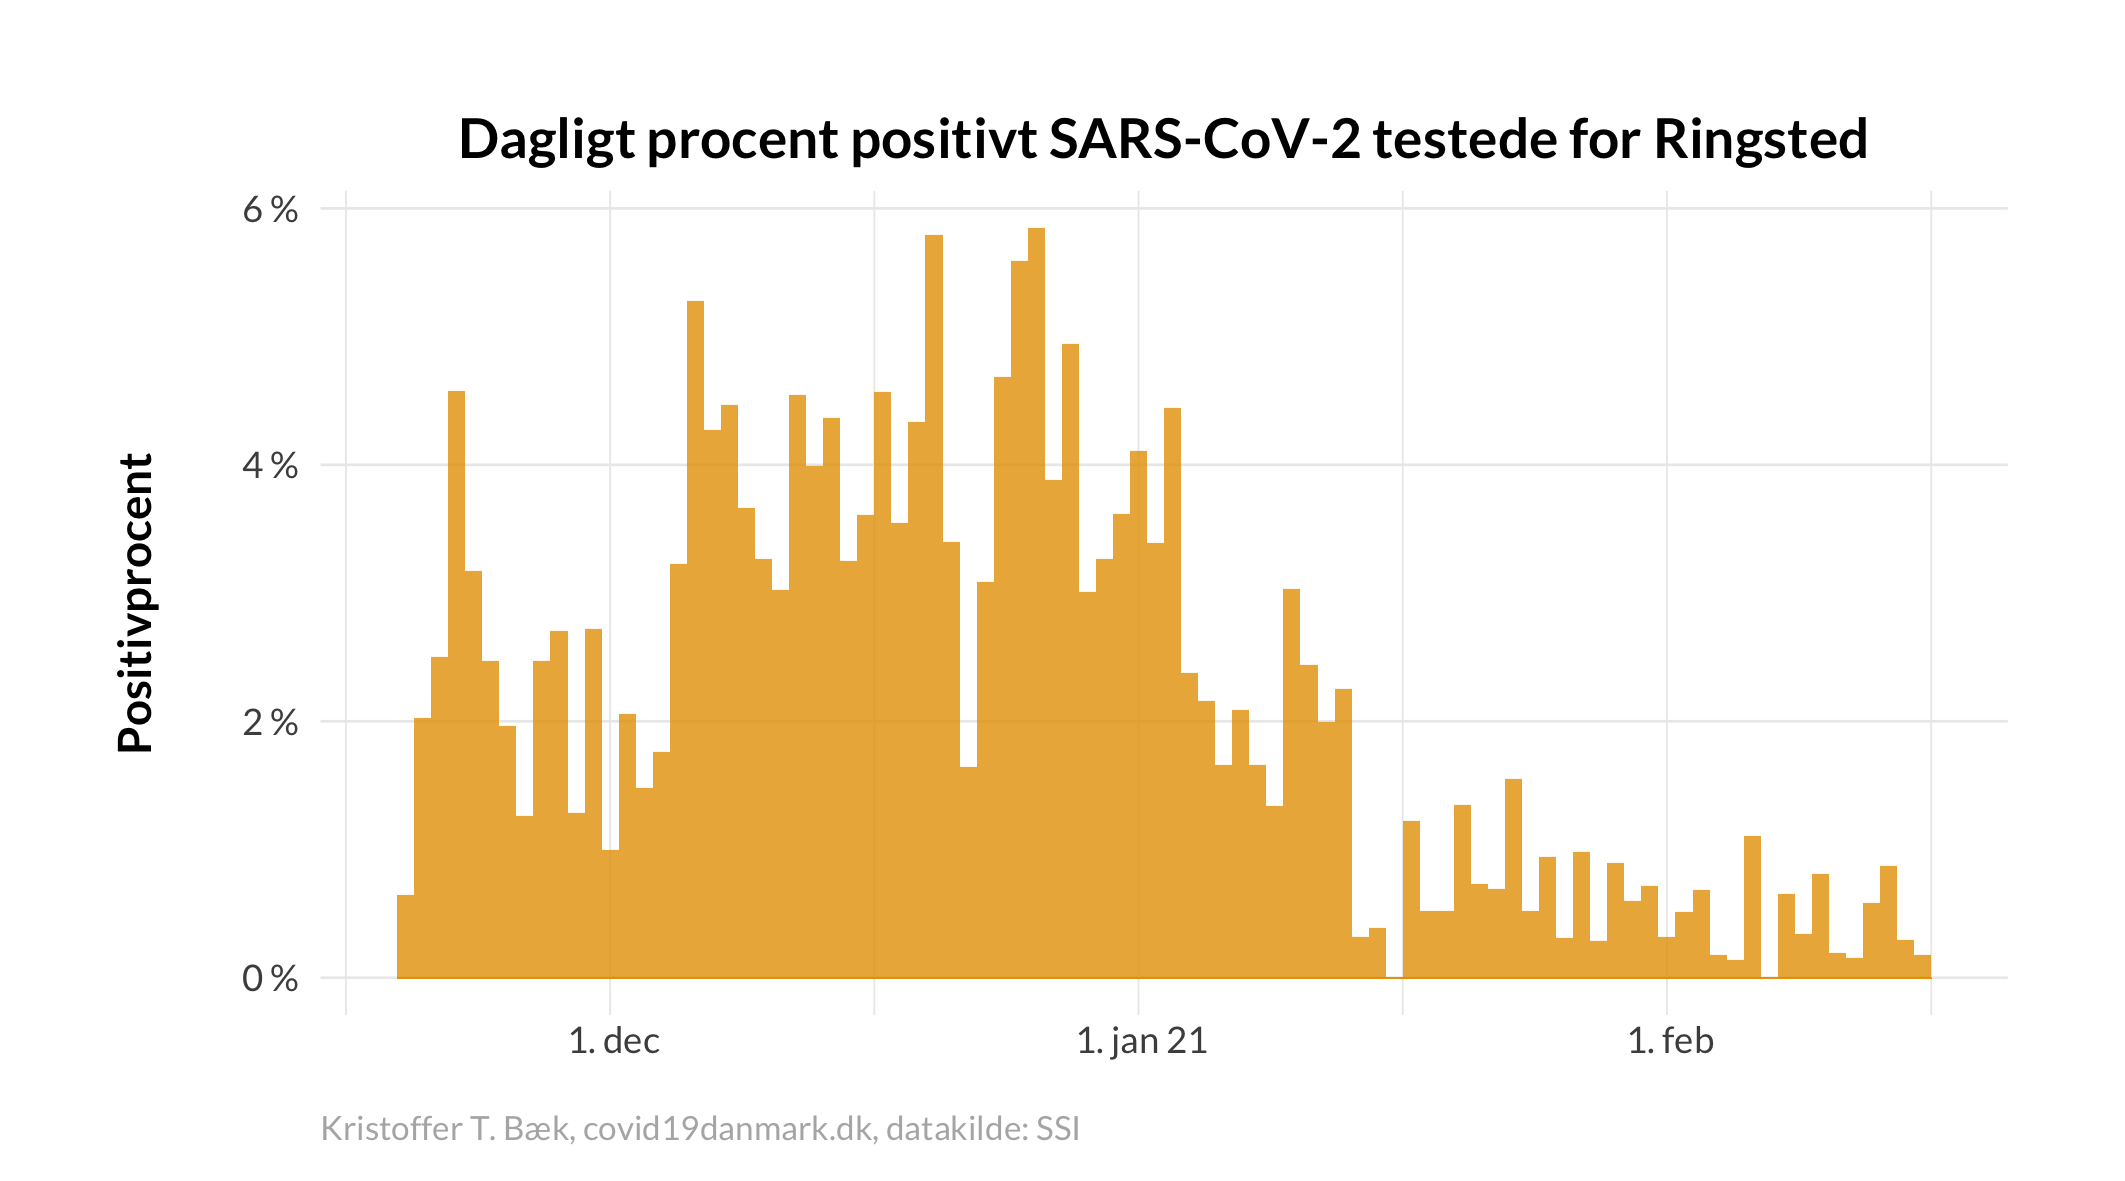 Dagligt procent positivt SARS-CoV-2 testede for Ringsted
Positivprocent
6 %
4 %
2 %
0 %
1. dec
1. jan 21
1. feb
Kristoffer T. Bæk, covid19danmark.dk, datakilde: SSI